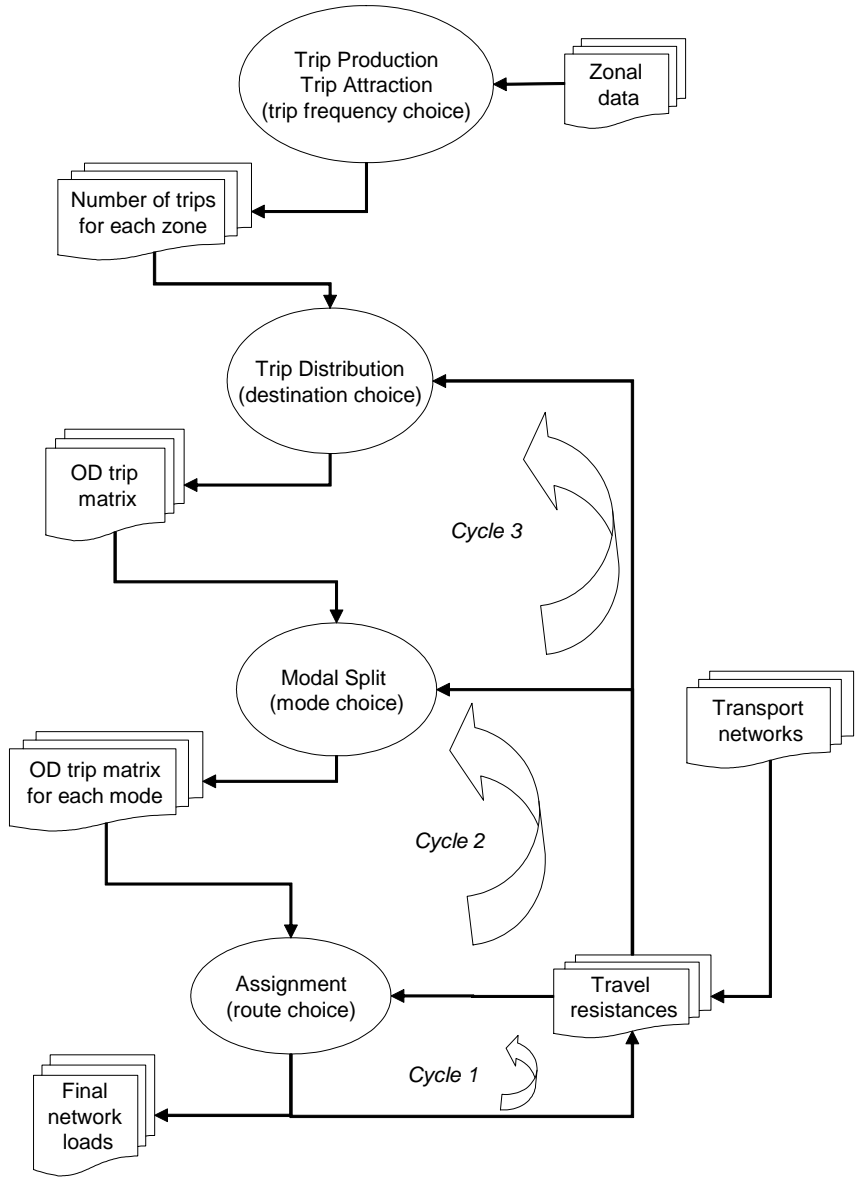 Trip Production
Trip Attraction
(trip frequency choice)
Zonal
data
Number of trips
for each zone
Trip Distribution
(destination choice)
OD trip
matrix
Cycle 3
Modal Split
(mode choice)
Transport
networks
OD trip matrix
for each mode
Cycle 2
Assignment
(route choice)
Travel
resistances
Cycle 1
Final
network
loads